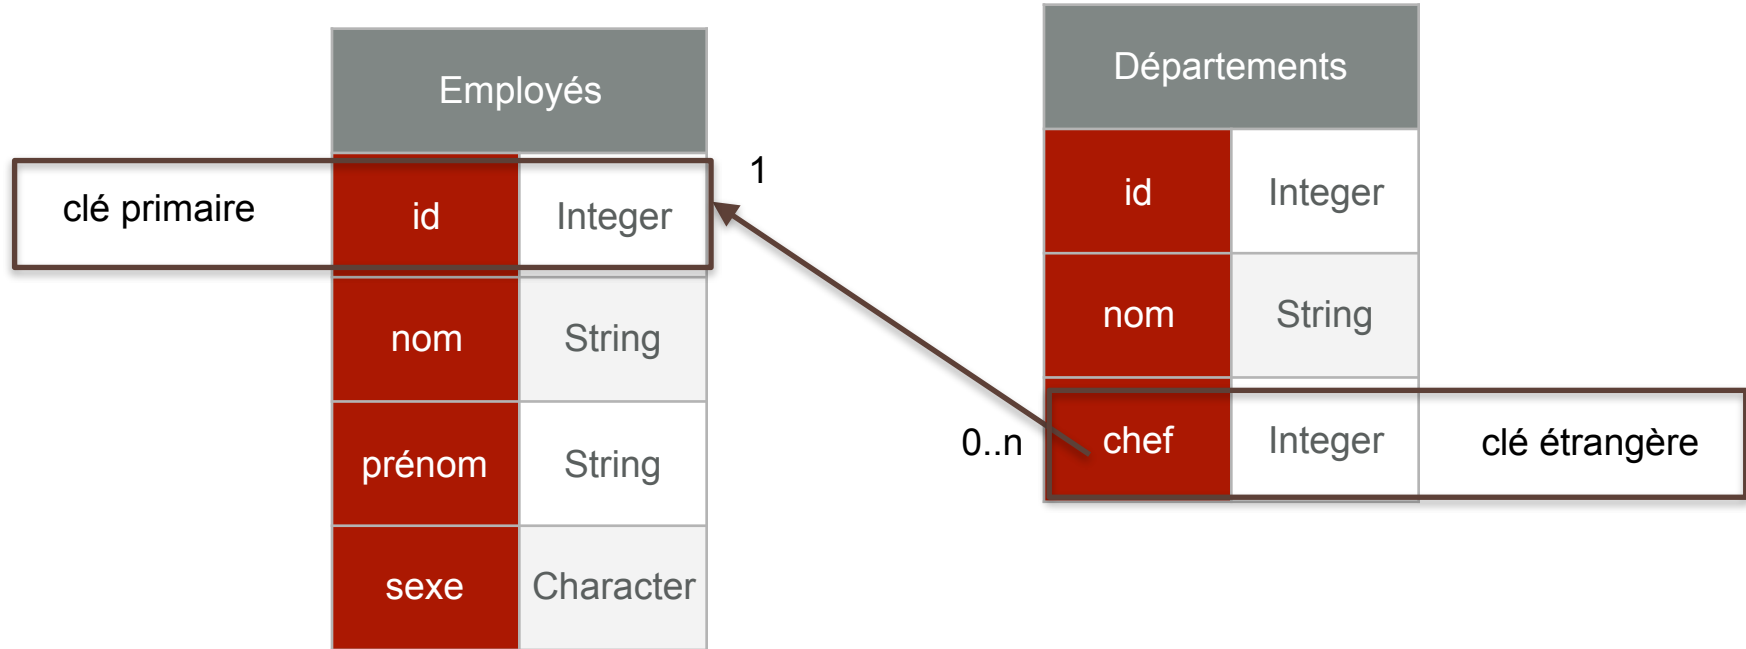 Employés
clé primaire
id
Integer
1
nom
String
prénom
String
sexe
Character
Départements
id
Integer
nom
String
0..n
chef
Integer
clé étrangère